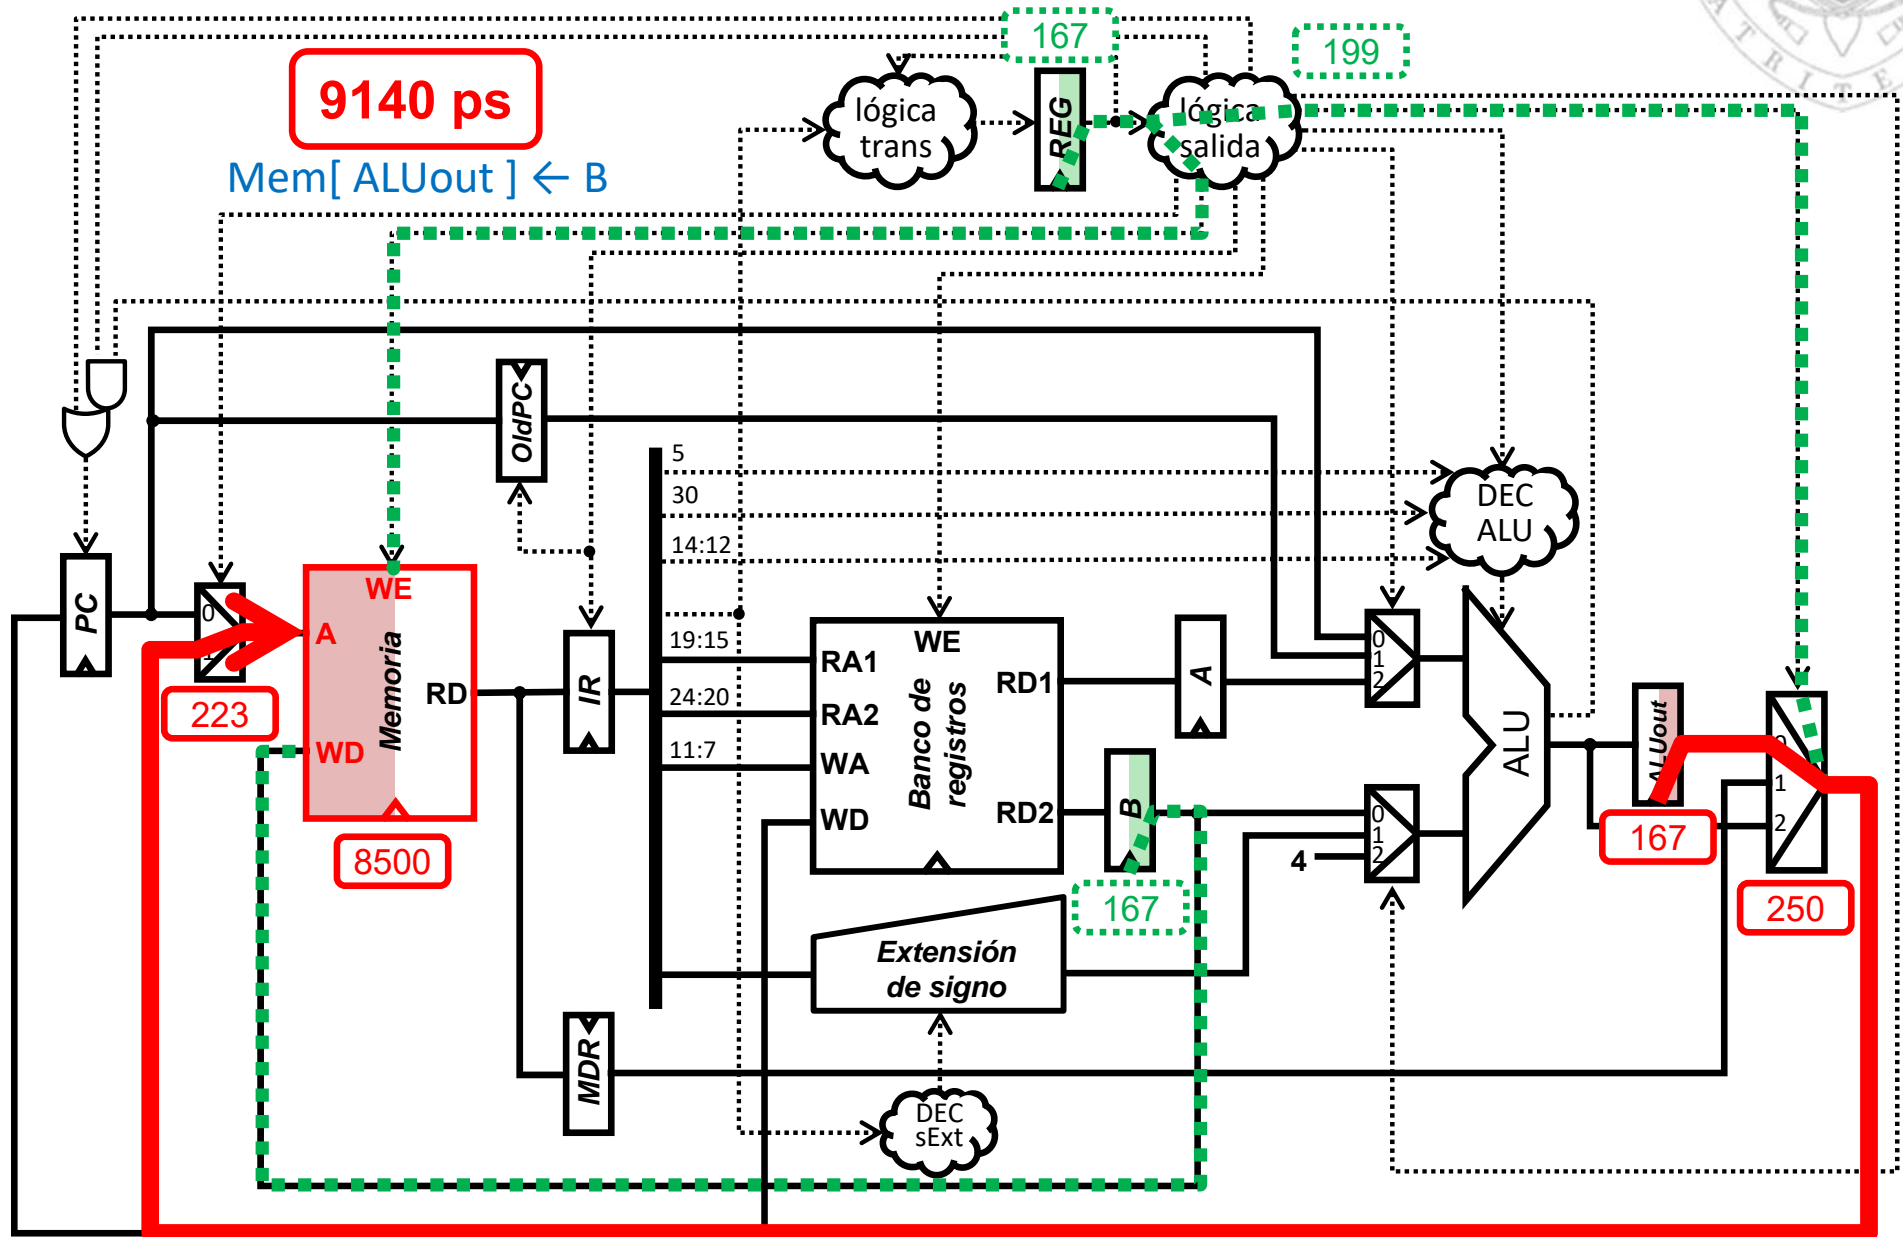 167
199
9140 ps
Mem[ ALUout ] ← B
lógica
trans
REG
lógica
salida
A T R I T E
OldPC
5
30
14:12
DEC
ALU
PC
0
1
WE
A
Memoria
RD
WD
223
8500
IR
19:15
24:20
11:7
WE
RA1
RA2
WA
WD
Banco de
registros
RD1
RD2
A
B
167
0
1
2
0
1
2
4
ALU
ALUout
167
0
1
2
250
Extensión
de signo
MDR
DEC
sExt